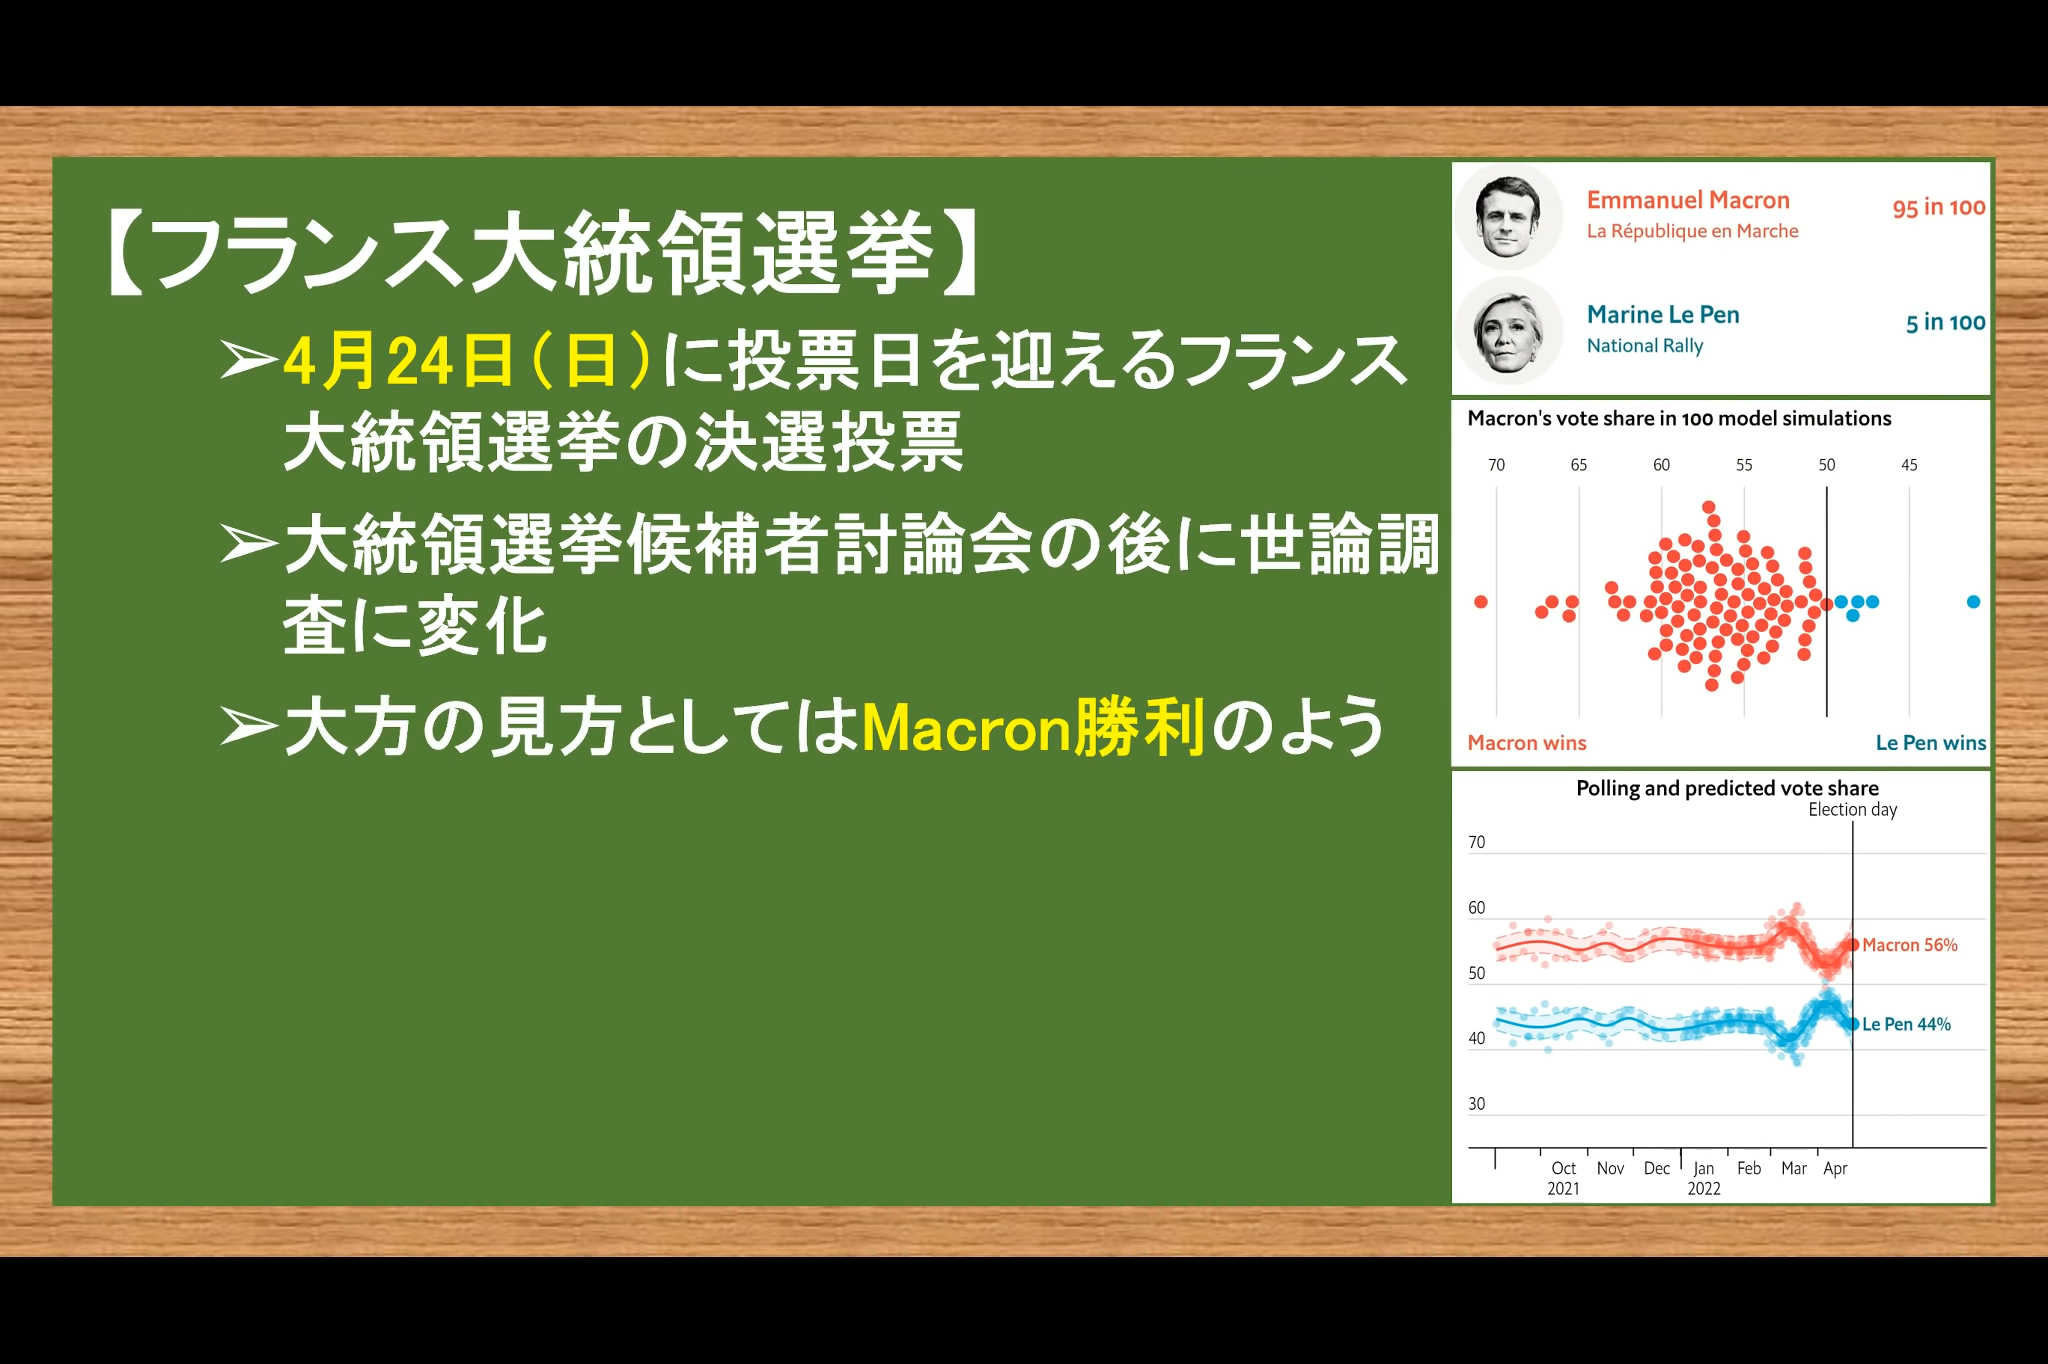 【フランス大統領選挙】
➢4月24日（日）に投票日を迎えるフランス
大統領選挙の決選投票
➢大統領選挙候補者討論会の後に世論調
査に変化
➢大方の見方としてはMacron勝利のよう
Emmanuel Macron 95 in 100
La République en Marche
Marine Le Pen 5 in 100
National Rally
Macron's vote share in 100 model simulations
70 65 60 55 50 45
Macron wins Le Pen wins
Polling and predicted vote share
Election day
70
60
Macron 56%
50
Le Pen 44%
40
30
Oct Nov Dec Jan Feb Mar Apr
2021 2022